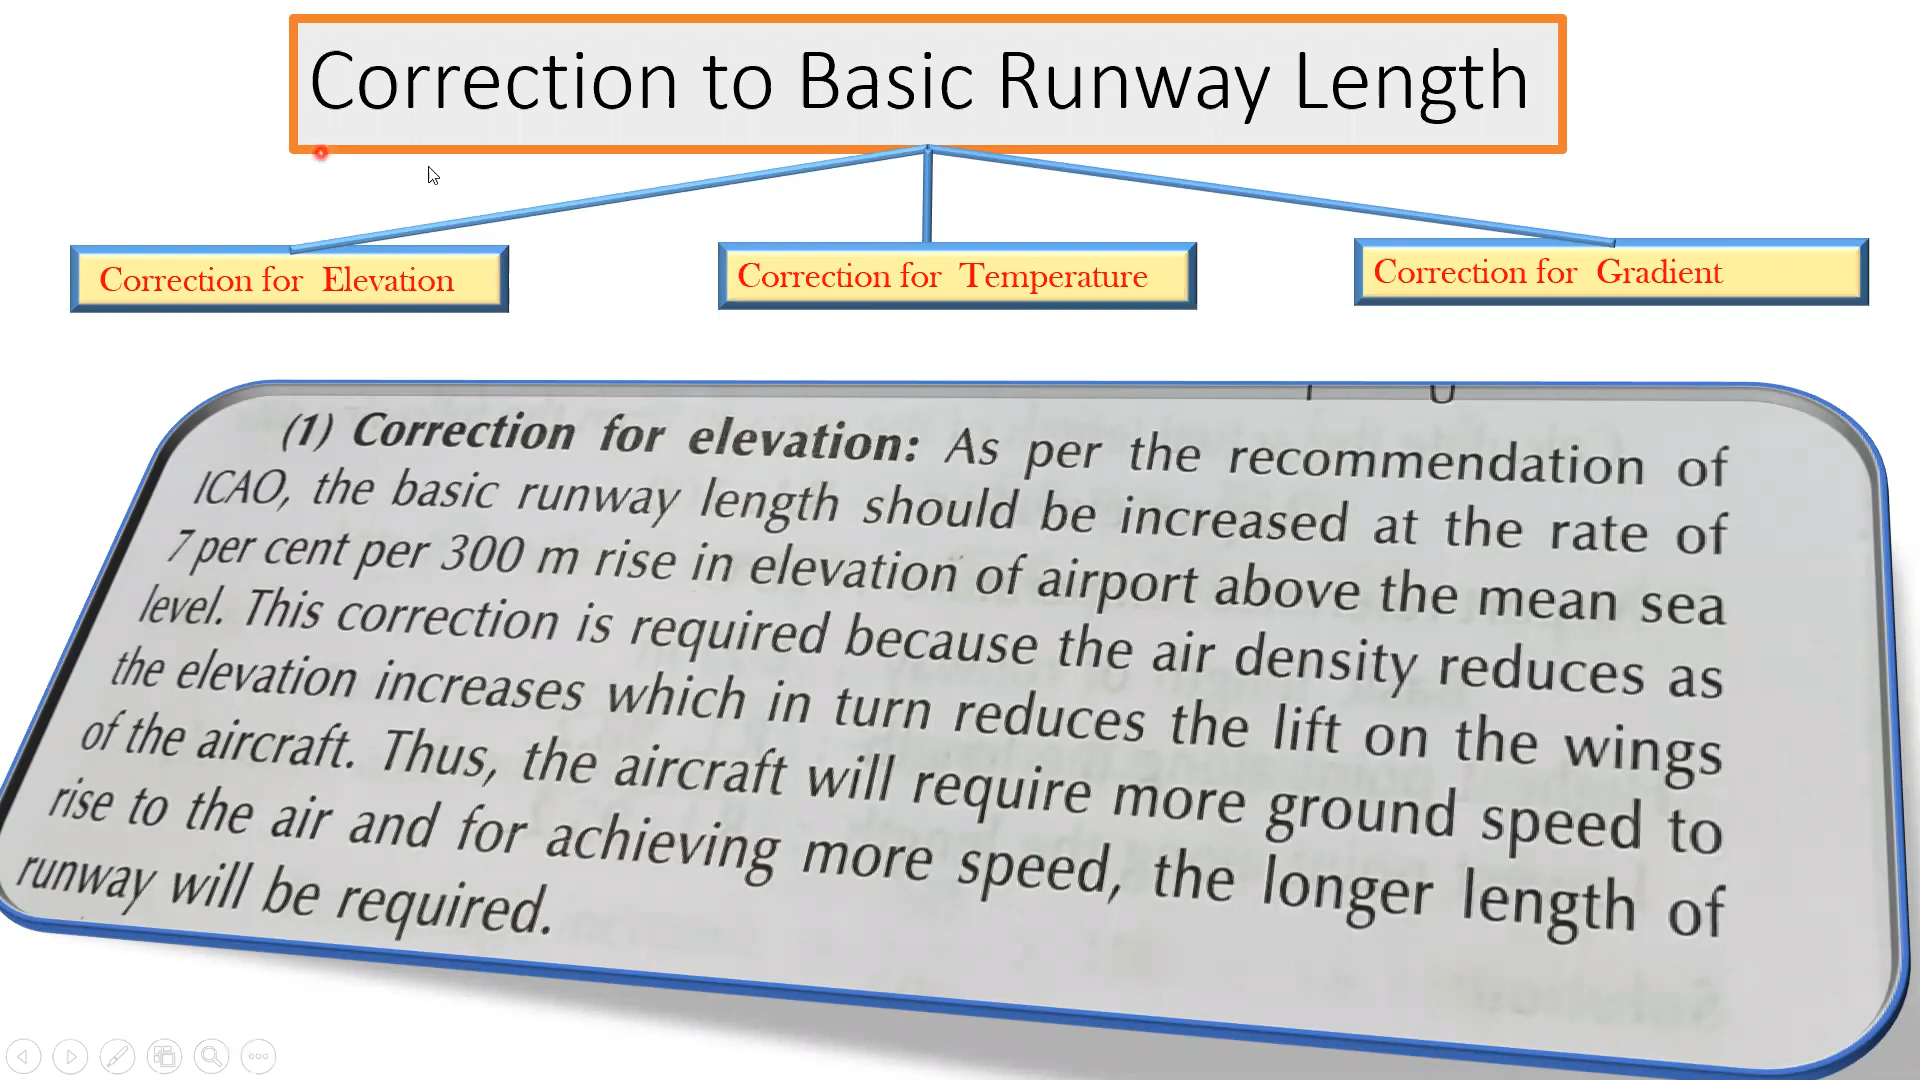 Correction to Basic Runway Length
Correction for Elevation
Correction for Temperature
Correction for Gradient
(1) Correction for elevation: As per the recommendation of
ICAO, the basic runway length should be increased at the rate of
7 per cent per 300 m rise in elevation of airport above the mean sea
level. This correction is required because the air density reduces as
the elevation increases which in turn reduces the lift on the wings
of the aircraft. Thus, the aircraft will require more ground speed to
rise to the air and for achieving more speed, the longer length of
runway will be required.